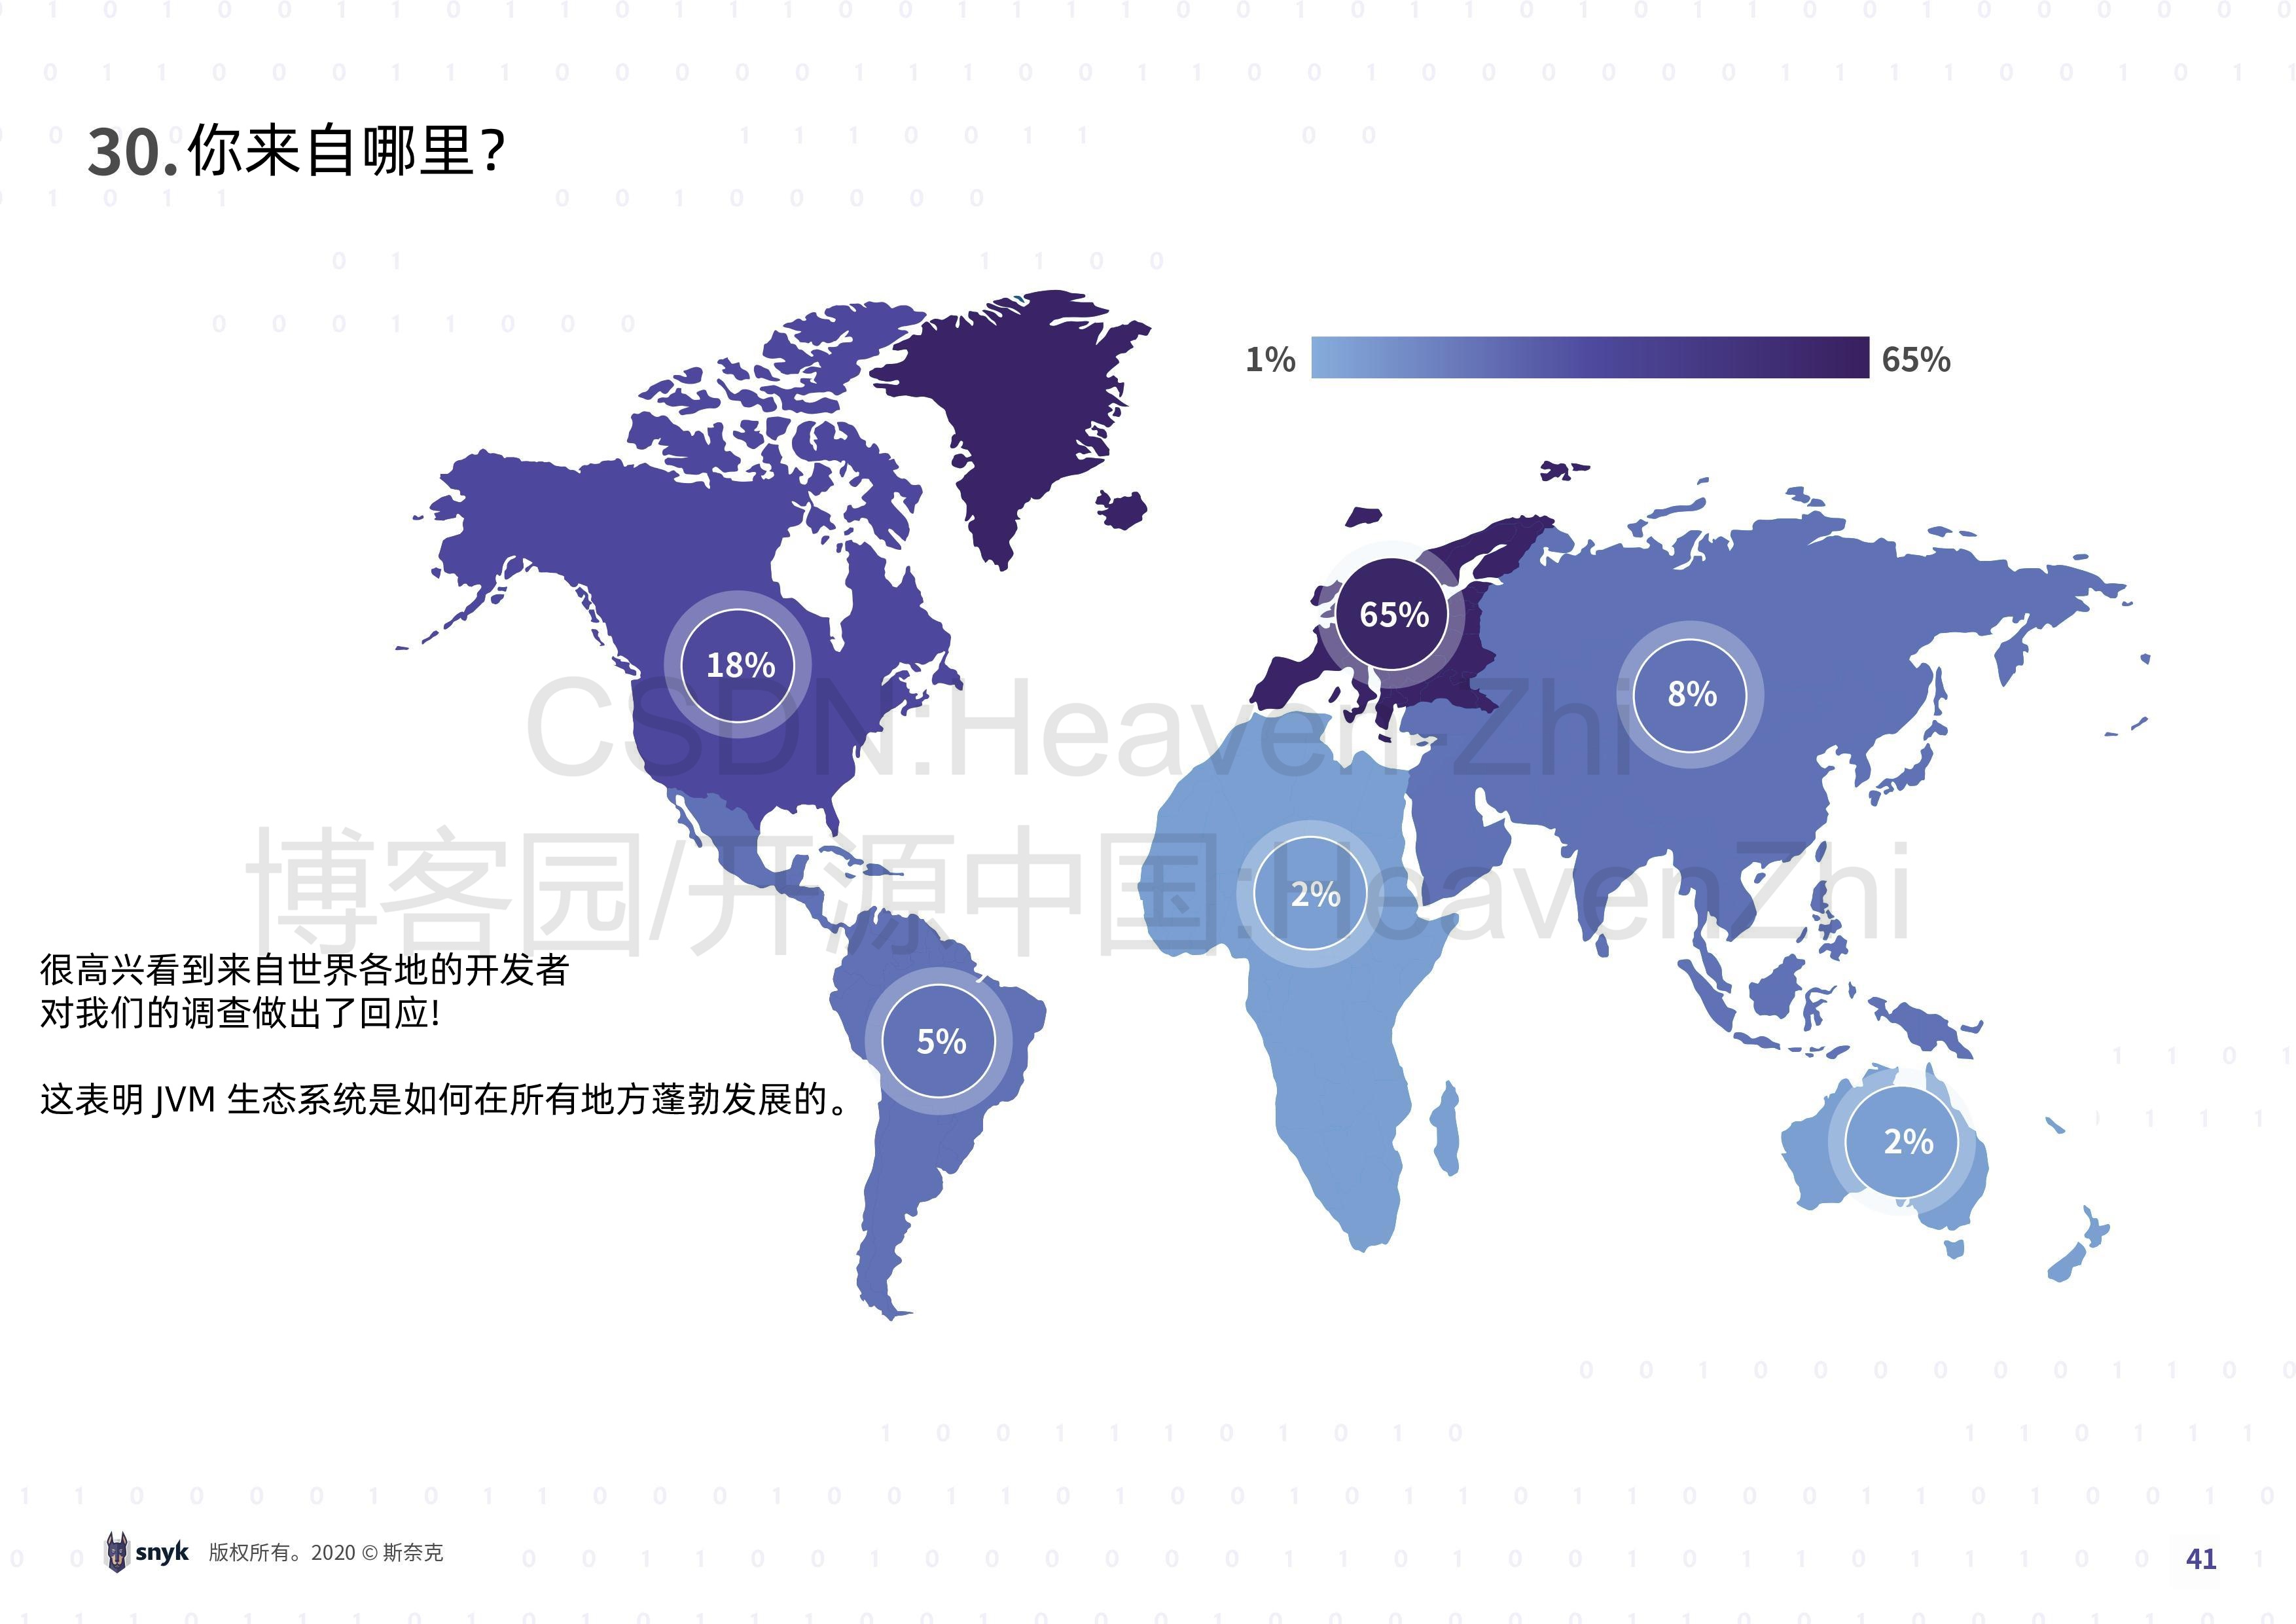 30.你来自哪里?
1%
65%
65%
18%
8%
CSDN:Heaven-Zhi
2%
博客园/开源中国:HeavenZhi
很高兴看到来自世界各地的开发者
对我们的调查做出了回应!
5%
这表明 JVM 生态系统是如何在所有地方蓬勃发展的。
2%
snyk 版权所有。2020 © 斯奈克
41